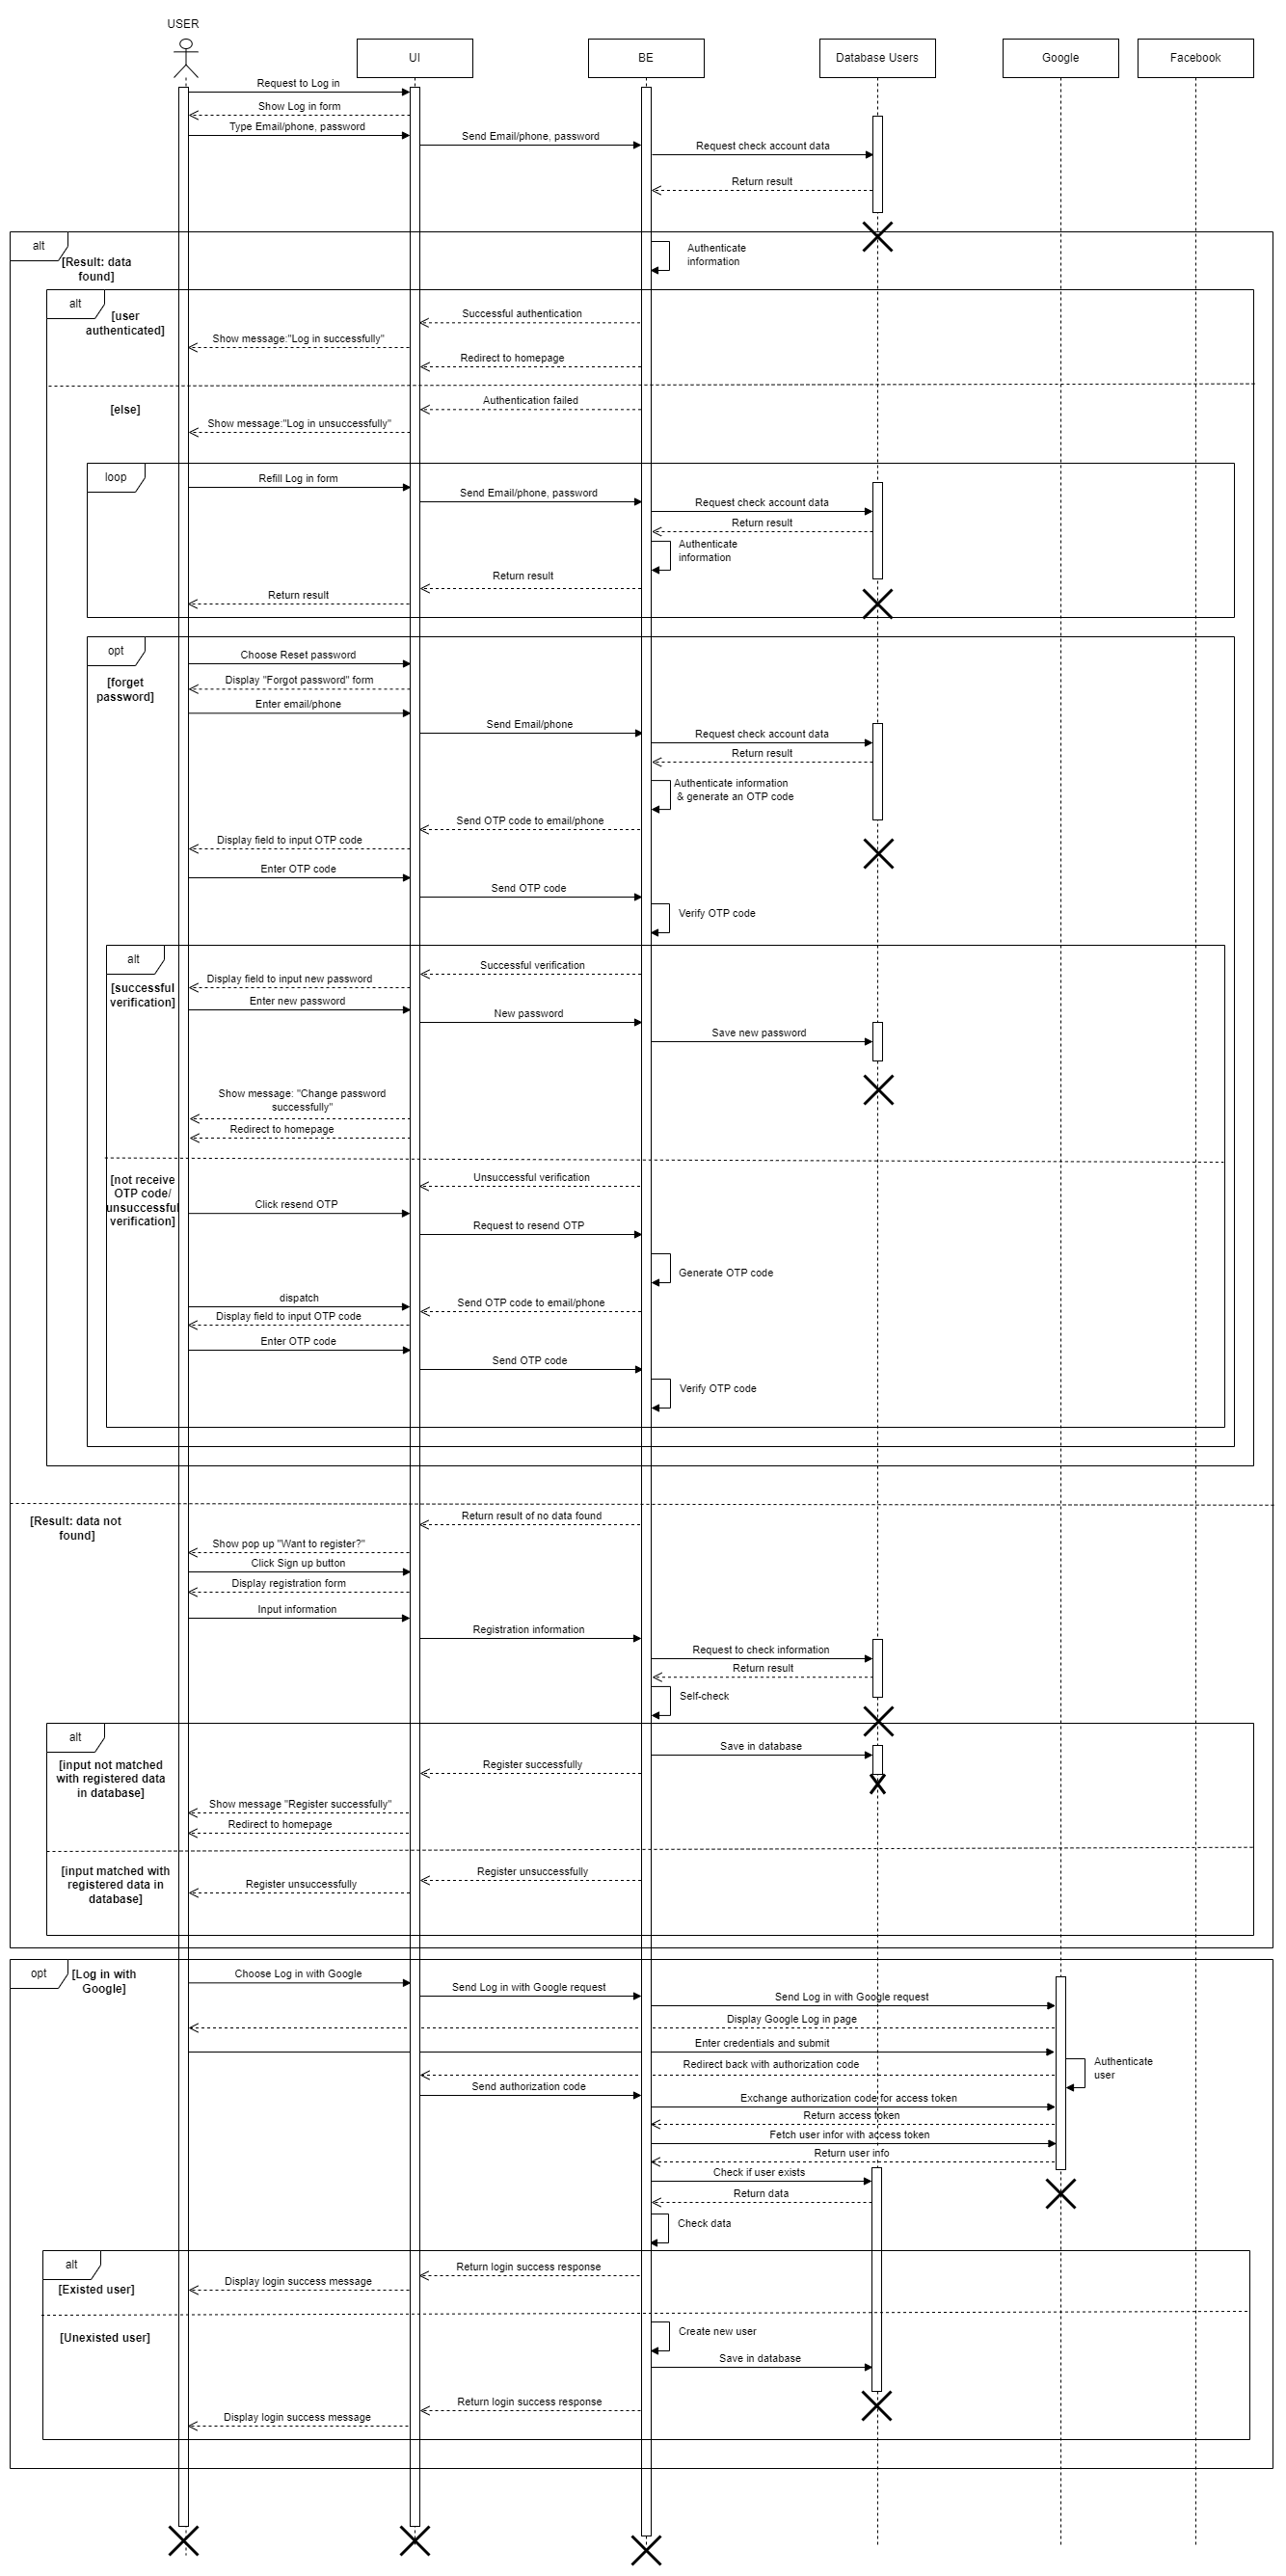 USER
UI
BE
Database Users
Google
Facebook
Request to Log in
Show Log in form
Type Email/phone, password
Send Email/phone, password
Request check account data
Return result
alt
[Result: data
found]
Authenticate
information
alt
[user
authenticated]
Successful authentication
Show message:"Log in successfully"
Redirect to homepage
[else]
Authentication failed
Show message:"Log in unsuccessfully"
loop
Refill Log in form
Send Email/phone, password
Request check account data
Return result
Authenticate
information
Return result
Return result
opt
[forget
password]
Choose Reset password
Display "Forgot password" form
Enter email/phone
Send Email/phone
Request check account data
Return result
Authenticate information
& generate an OTP code
Send OTP code to email/phone
Display field to input OTP code
Enter OTP code
Send OTP code
Verify OTP code
alt
[successful
verification]
Successful verification
Display field to input new password
Enter new password
New password
Save new password
Show message: "Change password
successfully"
Redirect to homepage
[not receive
OTP code/
unsuccessful
verification]
Unsuccessful verification
Click resend OTP
Request to resend OTP
Generate OTP code
dispatch
Send OTP code to email/phone
Display field to input OTP code
Enter OTP code
Send OTP code
Verify OTP code
[Result: data not
found]
Return result of no data found
Show pop up "Want to register?"
Click Sign up button
Display registration form
Input information
Registration information
Request to check information
Return result
Self-check
alt
[input not matched
with registered data
in database]
Save in database
Register successfully
Show message "Register successfully"
Redirect to homepage
[input matched with
registered data in
database]
Register unsuccessfully
Register unsuccessfully
opt
[Log in with
Google]
Choose Log in with Google
Send Log in with Google request
Send Log in with Google request
Display Google Log in page
Enter credentials and submit
Redirect back with authorization code
Authenticate
user
Send authorization code
Exchange authorization code for access token
Return access token
Fetch user infor with access token
Return user info
Check if user exists
Return data
Check data
alt
[Existed user]
Return login success response
Display login success message
[Unexisted user]
Create new user
Save in database
Return login success response
Display login success message